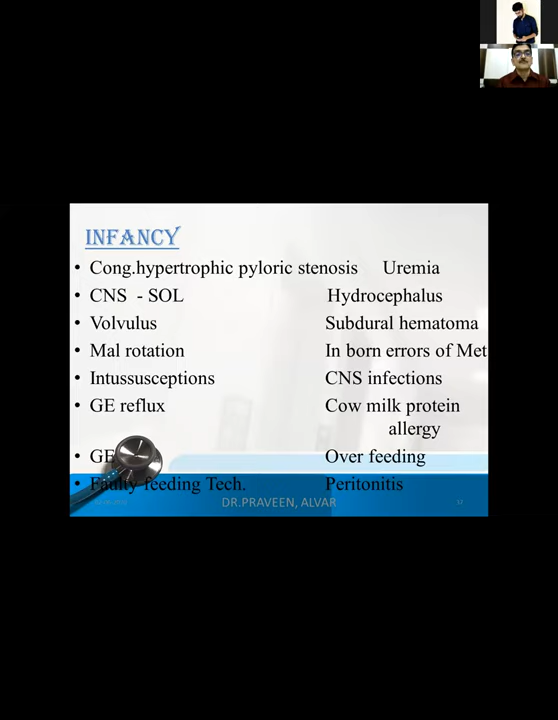 INFANCY
• Cong.hypertrophic pyloric stenosis Uremia
• CNS - SOL Hydrocephalus
• Volvulus Subdural hematoma
• Mal rotation In born errors of Met
• Intussusceptions CNS infections
• GE reflux Cow milk protein
allergy
• GE Over feeding
• Faulty feeding Tech. Peritonitis
DR.PRAVEEN, ALVAR